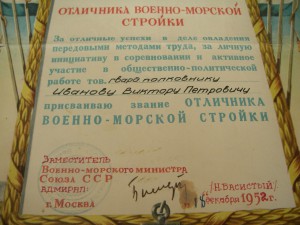 ОТЛИЧНИКА ВОЕННО-МОРСКОЙ
СТРОЙКИ
За отличные успехи в деле овладения
передовыми методами труда, за личную
инициативу в соревновании и активное
участие в общественно-политической
работе тов. гвард. полковнику
Иванову Виктору Петровичу
присваиваю звание ОТЛИЧНИКА
ВОЕННО-МОРСКОЙ СТРОЙКИ
ЗАМЕСТИТЕЛЬ
Военно-морского министра
Союза ССР
АДМИРАЛ
г. Москва
/Н.БАСИСТЫЙ/
18 октября 1952 г.